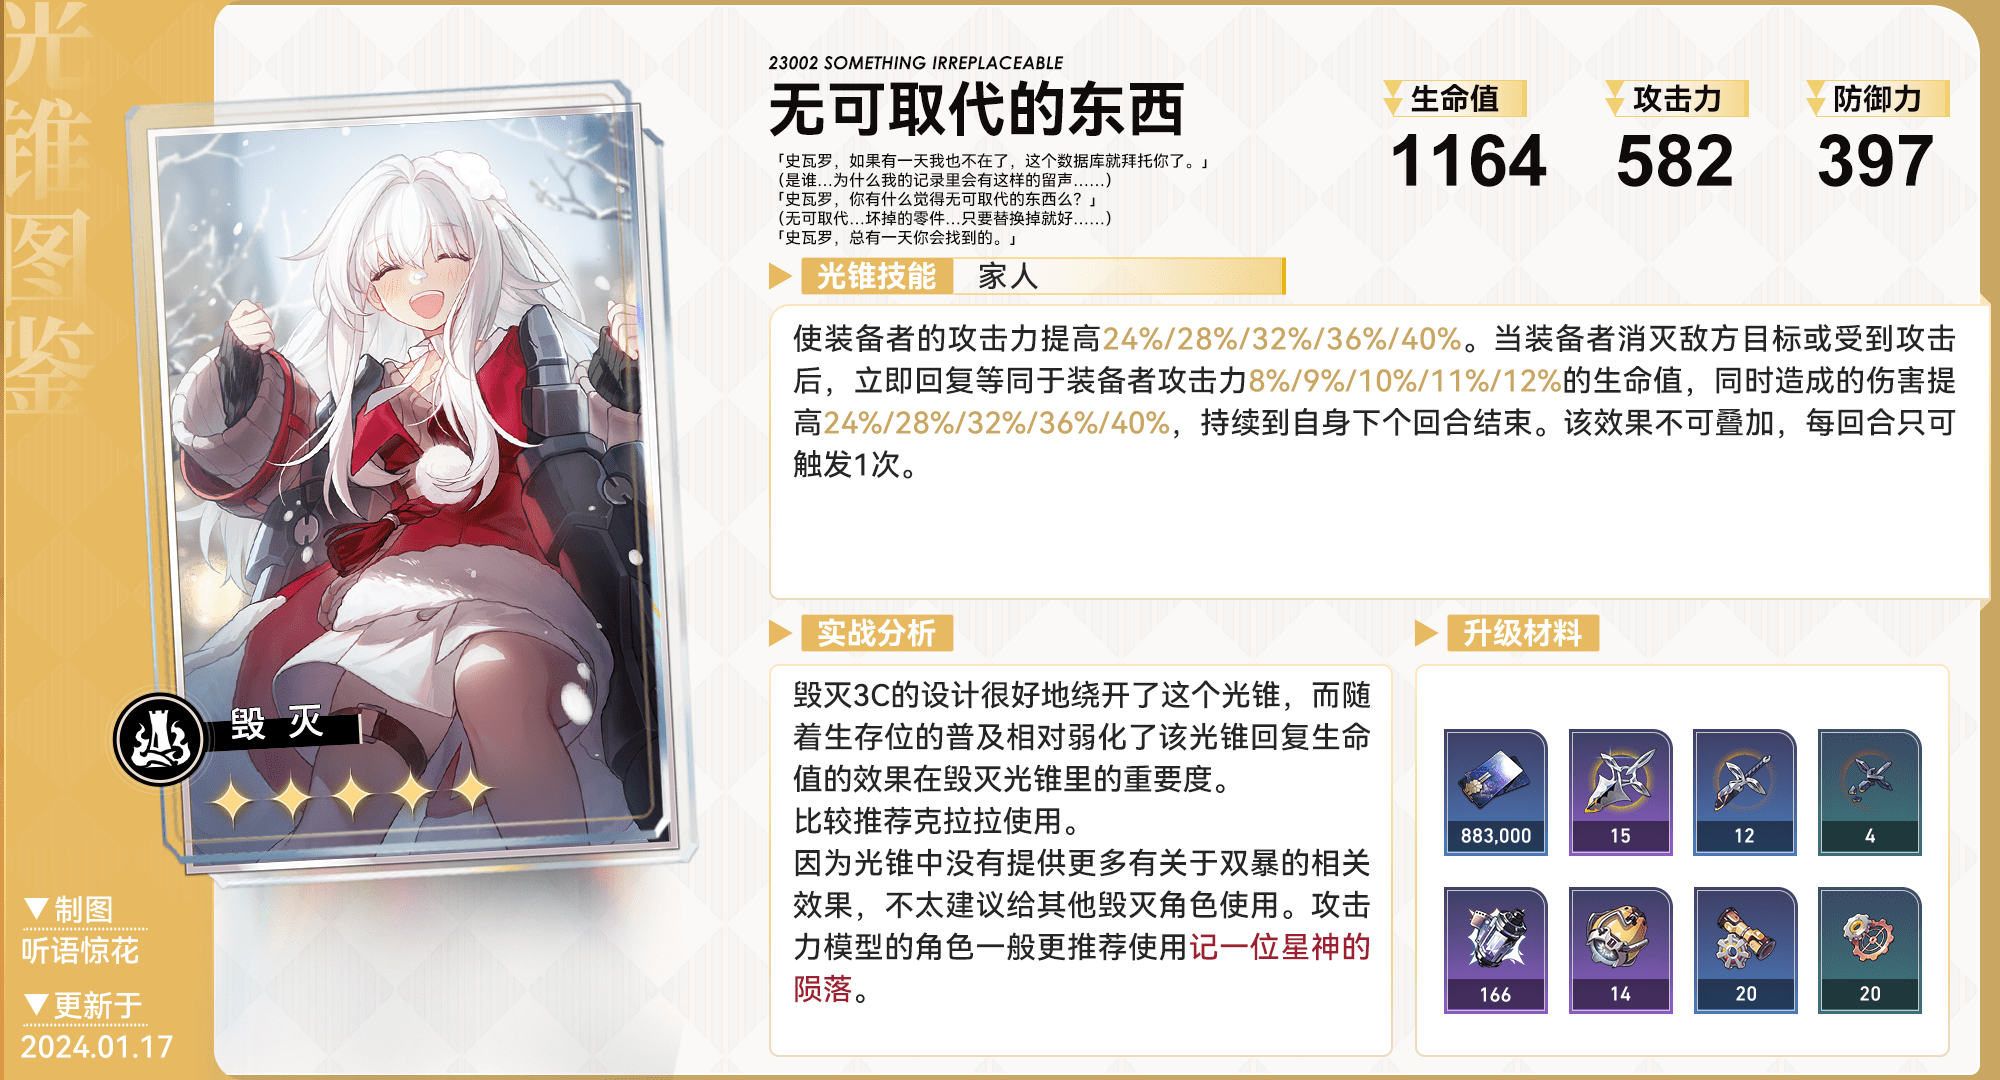 光锥图鉴
23002 SOMETHING IRREPLACEABLE
无可取代的东西
「史瓦罗，如果有一天我也不在了，这个数据库就拜托你了。」
（是谁…为什么我的记录里会有这样的留声……）
「史瓦罗，你有什么觉得无可取代的东西么？」
（无可取代…坏掉的零件…只要替换掉就好……）
「史瓦罗，总有一天你会找到的。」
生命值
1164
攻击力
582
防御力
397
光锥技能 家人
使装备者的攻击力提高24%/28%/32%/36%/40%。当装备者消灭敌方目标或受到攻击
后，立即回复等同于装备者攻击力8%/9%/10%/11%/12%的生命值，同时造成的伤害提
高24%/28%/32%/36%/40%，持续到自身下个回合结束。该效果不可叠加，每回合只可
触发1次。
毁灭
实战分析
毁灭3C的设计很好地绕开了这个光锥，而随
着生存位的普及相对弱化了该光锥回复生命
值的效果在毁灭光锥里的重要度。
比较推荐克拉拉使用。
因为光锥中没有提供更多有关于双暴的相关
效果，不太建议给其他毁灭角色使用。攻击
力模型的角色一般更推荐使用记一位星神的
陨落。
升级材料
883,000 15 12 4
166 14 20 20
▼制图
听语惊花
▼更新于
2024.01.17